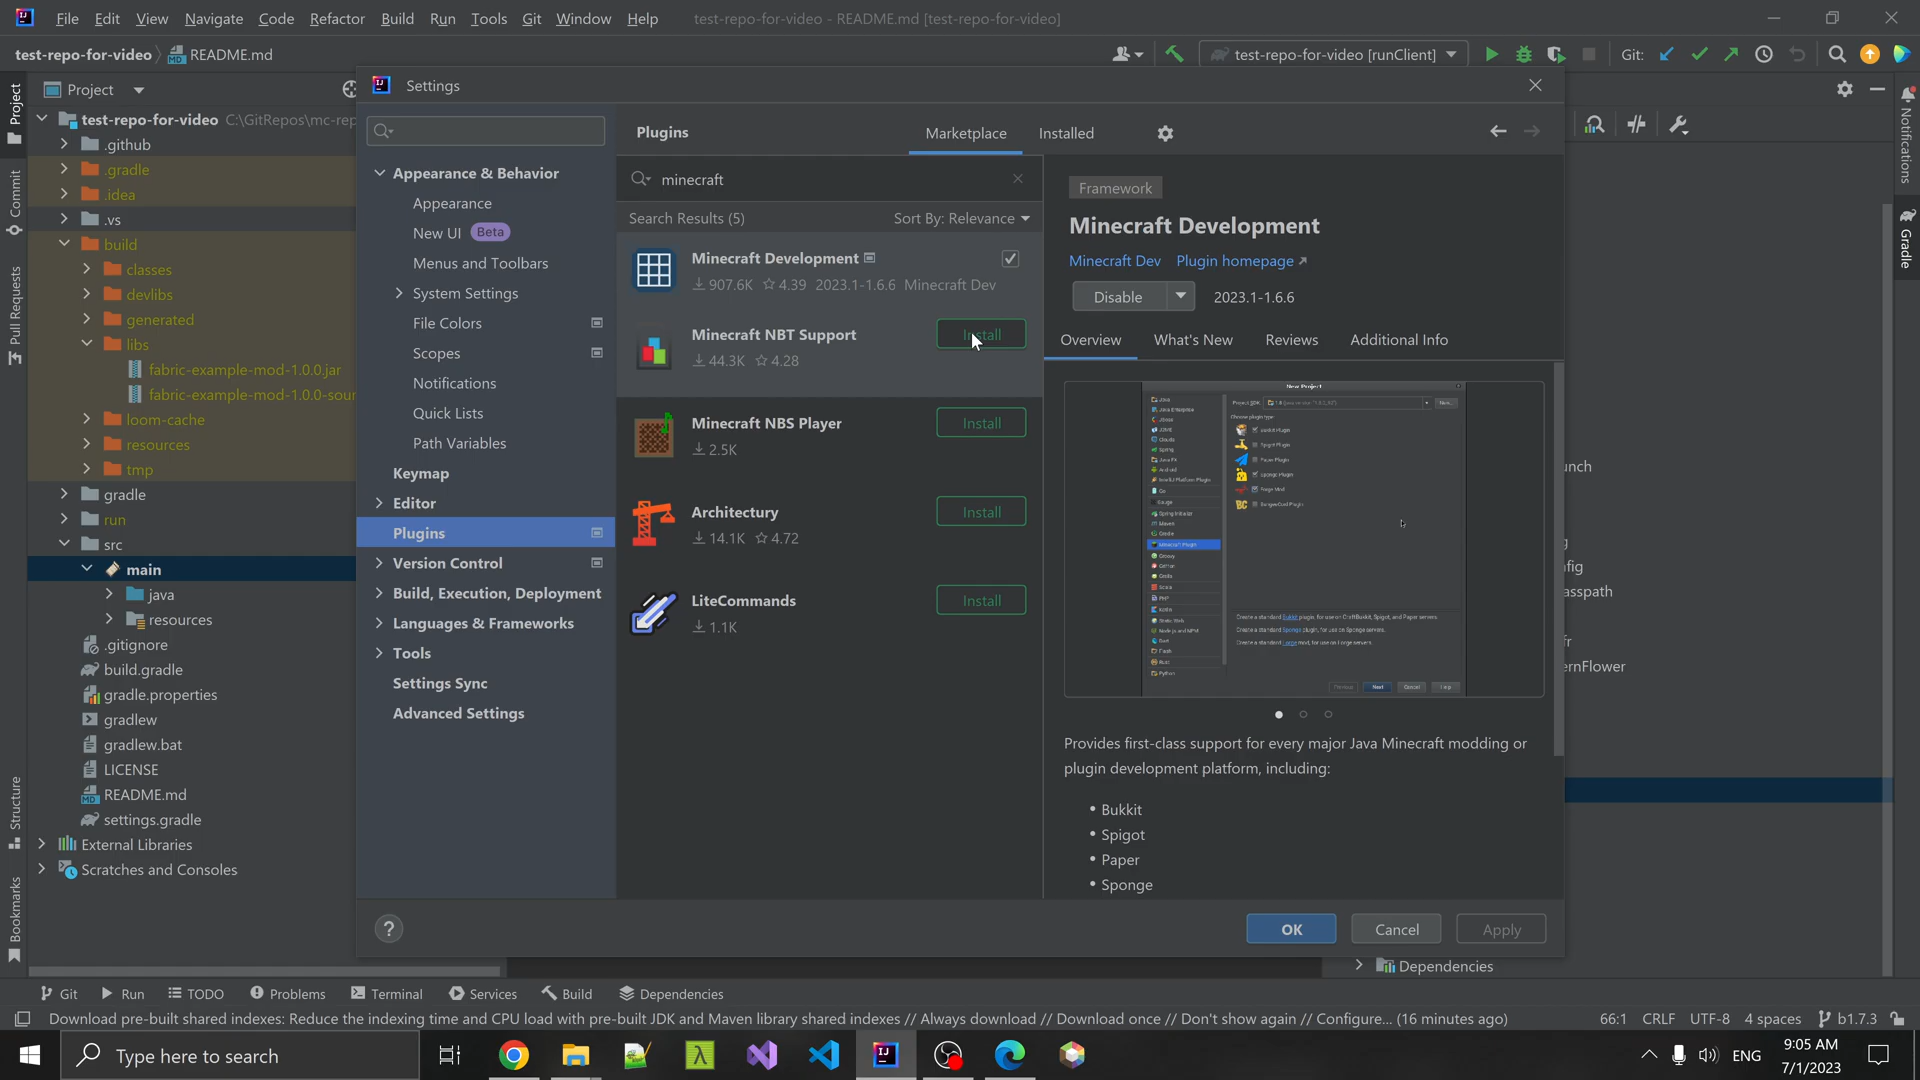 File Edit View Navigate Code Refactor Build Run Tools Git Window Help test-repo-for-video - README.md [test-repo-for-video]
test-repo-for-video README.md test-repo-for-video [runClient] Git:
Project
Settings
test-repo-for-video C:\GitRepos\mc-rep
.github
.gradle
.idea
.vs
build
classes
devlibs
generated
libs
fabric-example-mod-1.0.0.jar
fabric-example-mod-1.0.0-sour
loom-cache
resources
tmp
gradle
run
src
main
java
resources
.gitignore
build.gradle
gradle.properties
gradlew
gradlew.bat
LICENSE
README.md
settings.gradle
External Libraries
Scratches and Consoles
Project
Commit
Pull Requests
Structure
Bookmarks
Appearance & Behavior
Appearance
New UI Beta
Menus and Toolbars
System Settings
File Colors
Scopes
Notifications
Quick Lists
Path Variables
Keymap
Editor
Plugins
Version Control
Build, Execution, Deployment
Languages & Frameworks
Tools
Settings Sync
Advanced Settings
Plugins Marketplace Installed
minecraft
Search Results (5) Sort By: Relevance
Minecraft Development
907.6K 4.39 2023.1-1.6.6 Minecraft Dev
Minecraft NBT Support Install
44.3K 4.28
Minecraft NBS Player Install
2.5K
Architectury Install
14.1K 4.72
LiteCommands Install
1.1K
Framework
Minecraft Development
Minecraft Dev Plugin homepage
Disable 2023.1-1.6.6
Overview What's New Reviews Additional Info
New Project
Provides first-class support for every major Java Minecraft modding or
plugin development platform, including:
• Bukkit
• Spigot
• Paper
• Sponge
? OK Cancel Apply
Notifications
Gradle
unch
g
fig
asspath
fr
ernFlower
Dependencies
Git Run TODO Problems Terminal Services Build Dependencies
Download pre-built shared indexes: Reduce the indexing time and CPU load with pre-built JDK and Maven library shared indexes // Always download // Download once // Don't show again // Configure... (16 minutes ago) 66:1 CRLF UTF-8 4 spaces b1.7.3
Type here to search ENG 9:05 AM
7/1/2023